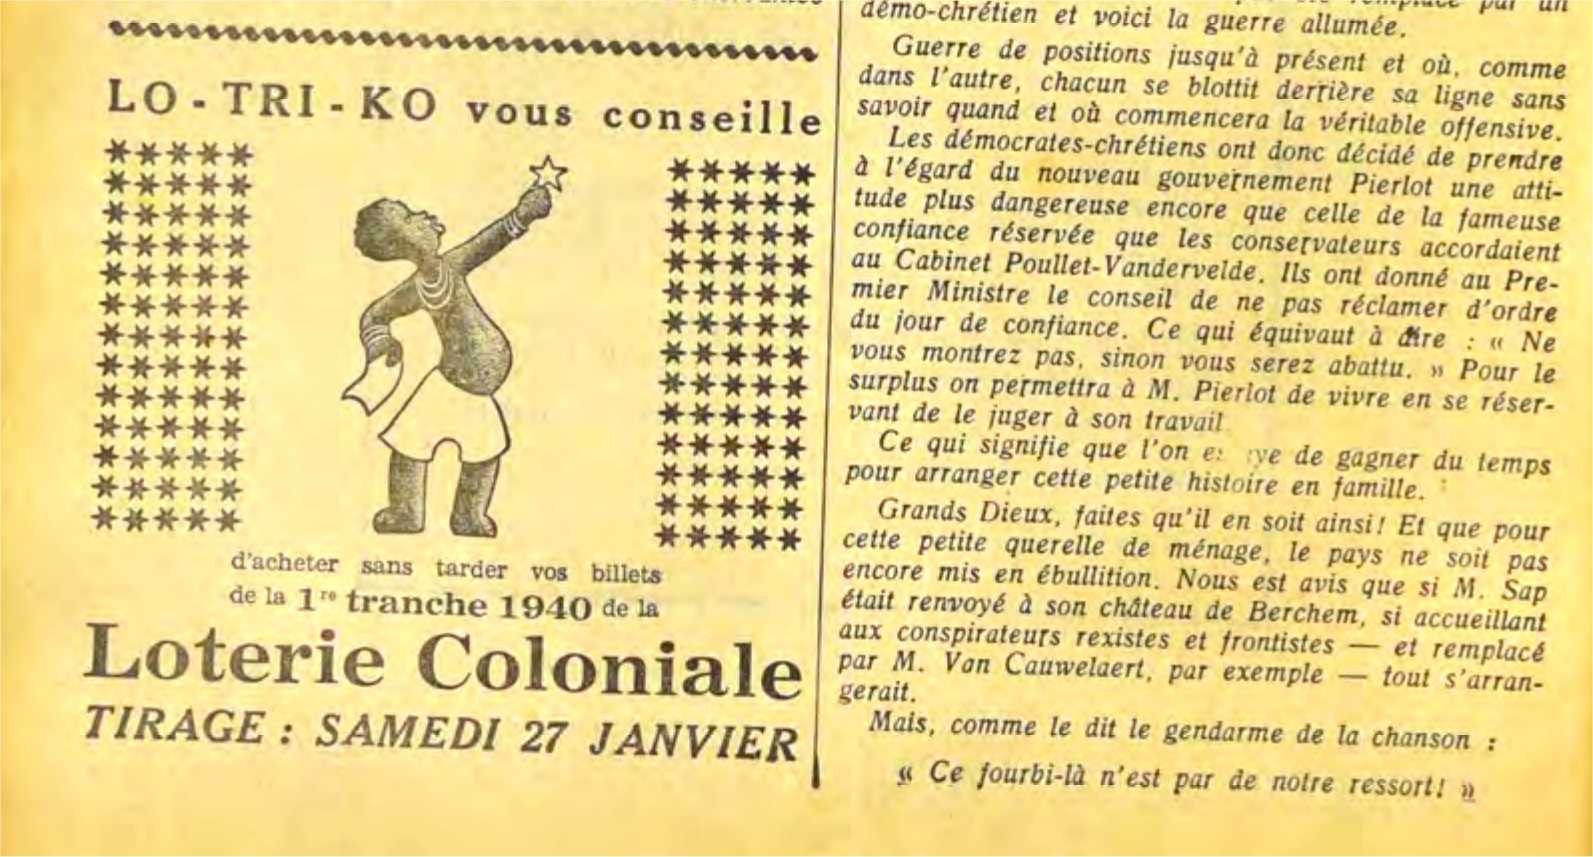 LO-TRI-KO vous conseille
d'acheter sans tarder vos billets
de la 1re tranche 1940 de la
Loterie Coloniale
TIRAGE : SAMEDI 27 JANVIER
par un
démo-chrétien et voici la guerre allumée.
Guerre de positions jusqu'à présent et où, comme
dans l'autre, chacun se blottit derrière sa ligne sans
savoir quand et où commencera la véritable offensive.
Les démocrates-chrétiens ont donc décidé de prendre
à l'égard du nouveau gouvernement Pierlot une atti-
tude plus dangereuse encore que celle de la fameuse
confiance réservée que les conservateurs accordaient
au Cabinet Poullet-Vandervelde. Ils ont donné au Pre-
mier Ministre le conseil de ne pas réclamer d'ordre
du jour de confiance. Ce qui équivaut à dire : « Ne
vous montrez pas, sinon vous serez abattu. » Pour le
surplus on permettra à M. Pierlot de vivre en se réser-
vant de le juger à son travail
Ce qui signifie que l'on de gagner du temps
pour arranger cette petite histoire en famille.
Grands Dieux, faites qu'il en soit ainsi! Et que pour
cette petite querelle de ménage, le pays ne soit pas
encore mis en ébullition. Nous est avis que si M. Sap
était renvoyé à son château de Berchem, si accueillant
aux conspirateurs rexistes et frontistes — et remplacé
par M. Van Cauwelaert, par exemple — tout s'arran-
gerait.
Mais, comme le dit le gendarme de la chanson :
« Ce fourbi-là n'est par de notre ressort! »